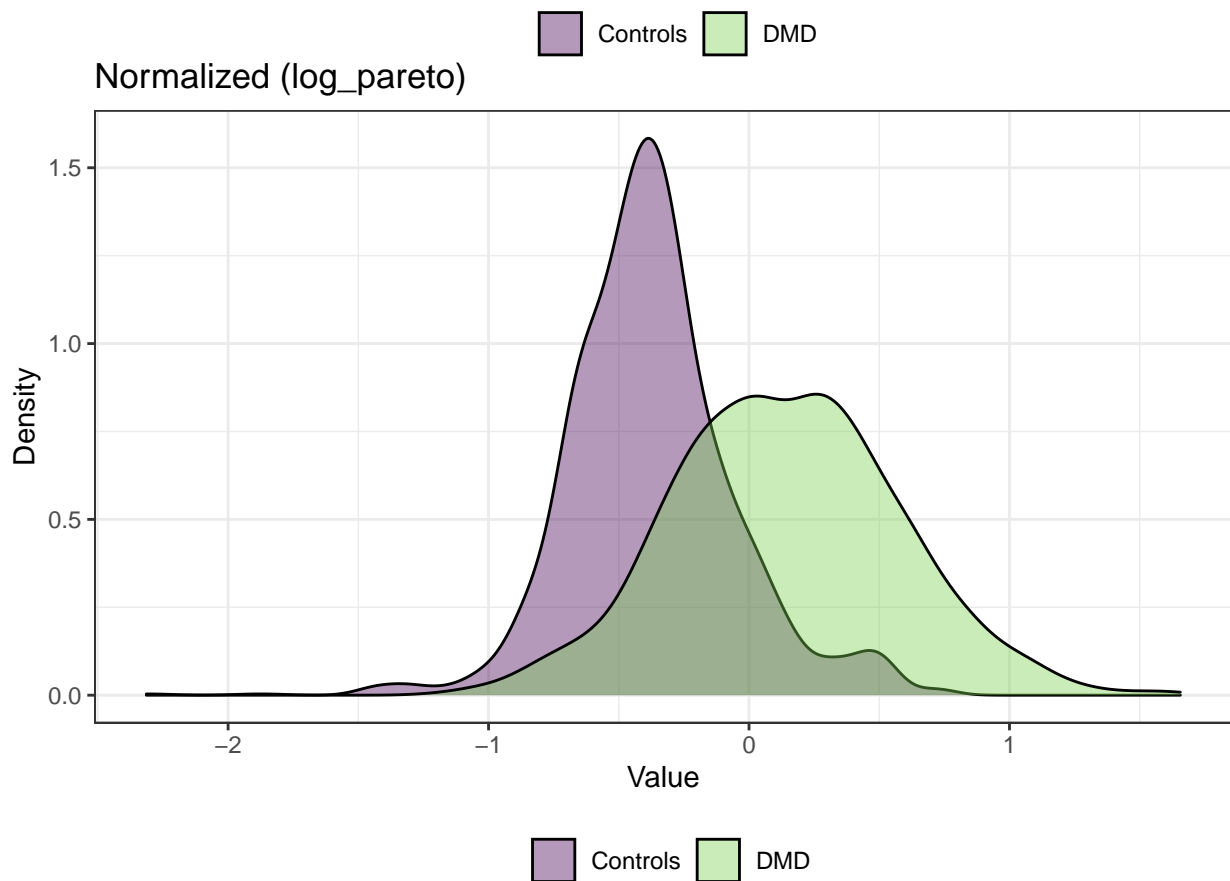 Controls DMD
Normalized (log_pareto)
1.5
1.0
0.5
0.0
Density
−2 −1 0 1
Value
Controls DMD